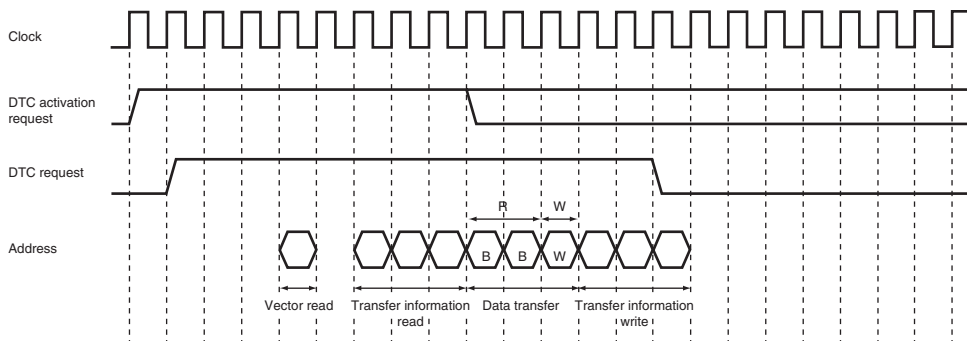 Clock
DTC activation
request
DTC request
R W
Address
B B W
Vector read
Transfer information
read
Data transfer
Transfer information
write